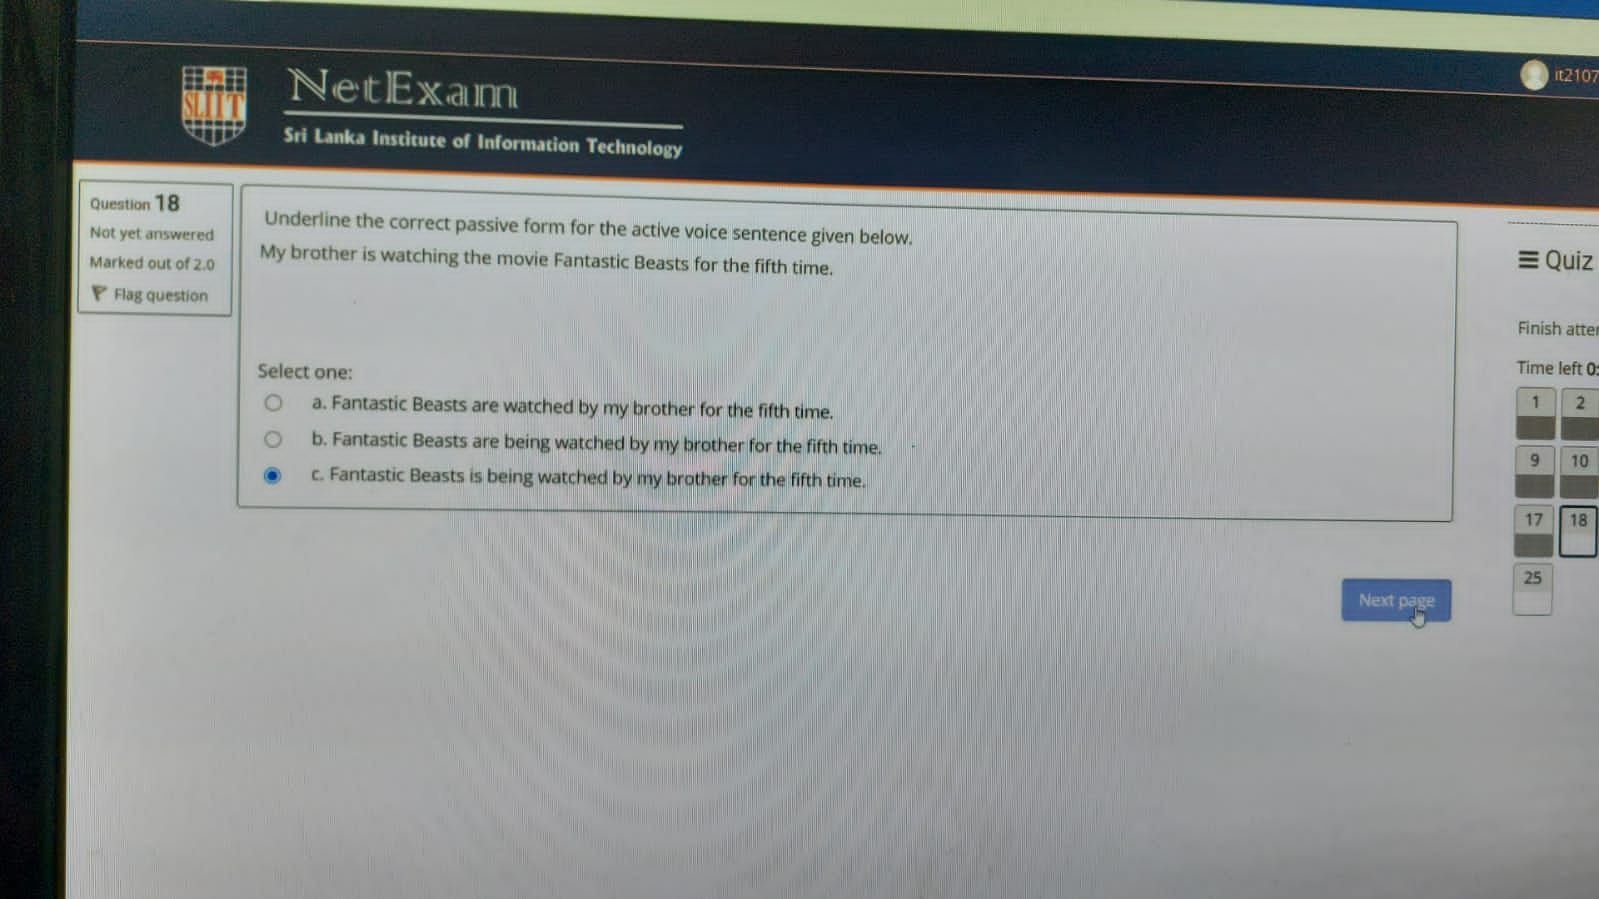 NetExam
SLIIT
Sri Lanka Institute of Information Technology
it2107
Question 18
Not yet answered
Marked out of 2.0
Flag question
Underline the correct passive form for the active voice sentence given below.
My brother is watching the movie Fantastic Beasts for the fifth time.
Select one:
a. Fantastic Beasts are watched by my brother for the fifth time.
b. Fantastic Beasts are being watched by my brother for the fifth time.
c. Fantastic Beasts is being watched by my brother for the fifth time.
Next page
Quiz
Finish atte
Time left 0:
1 2
9 10
17 18
25